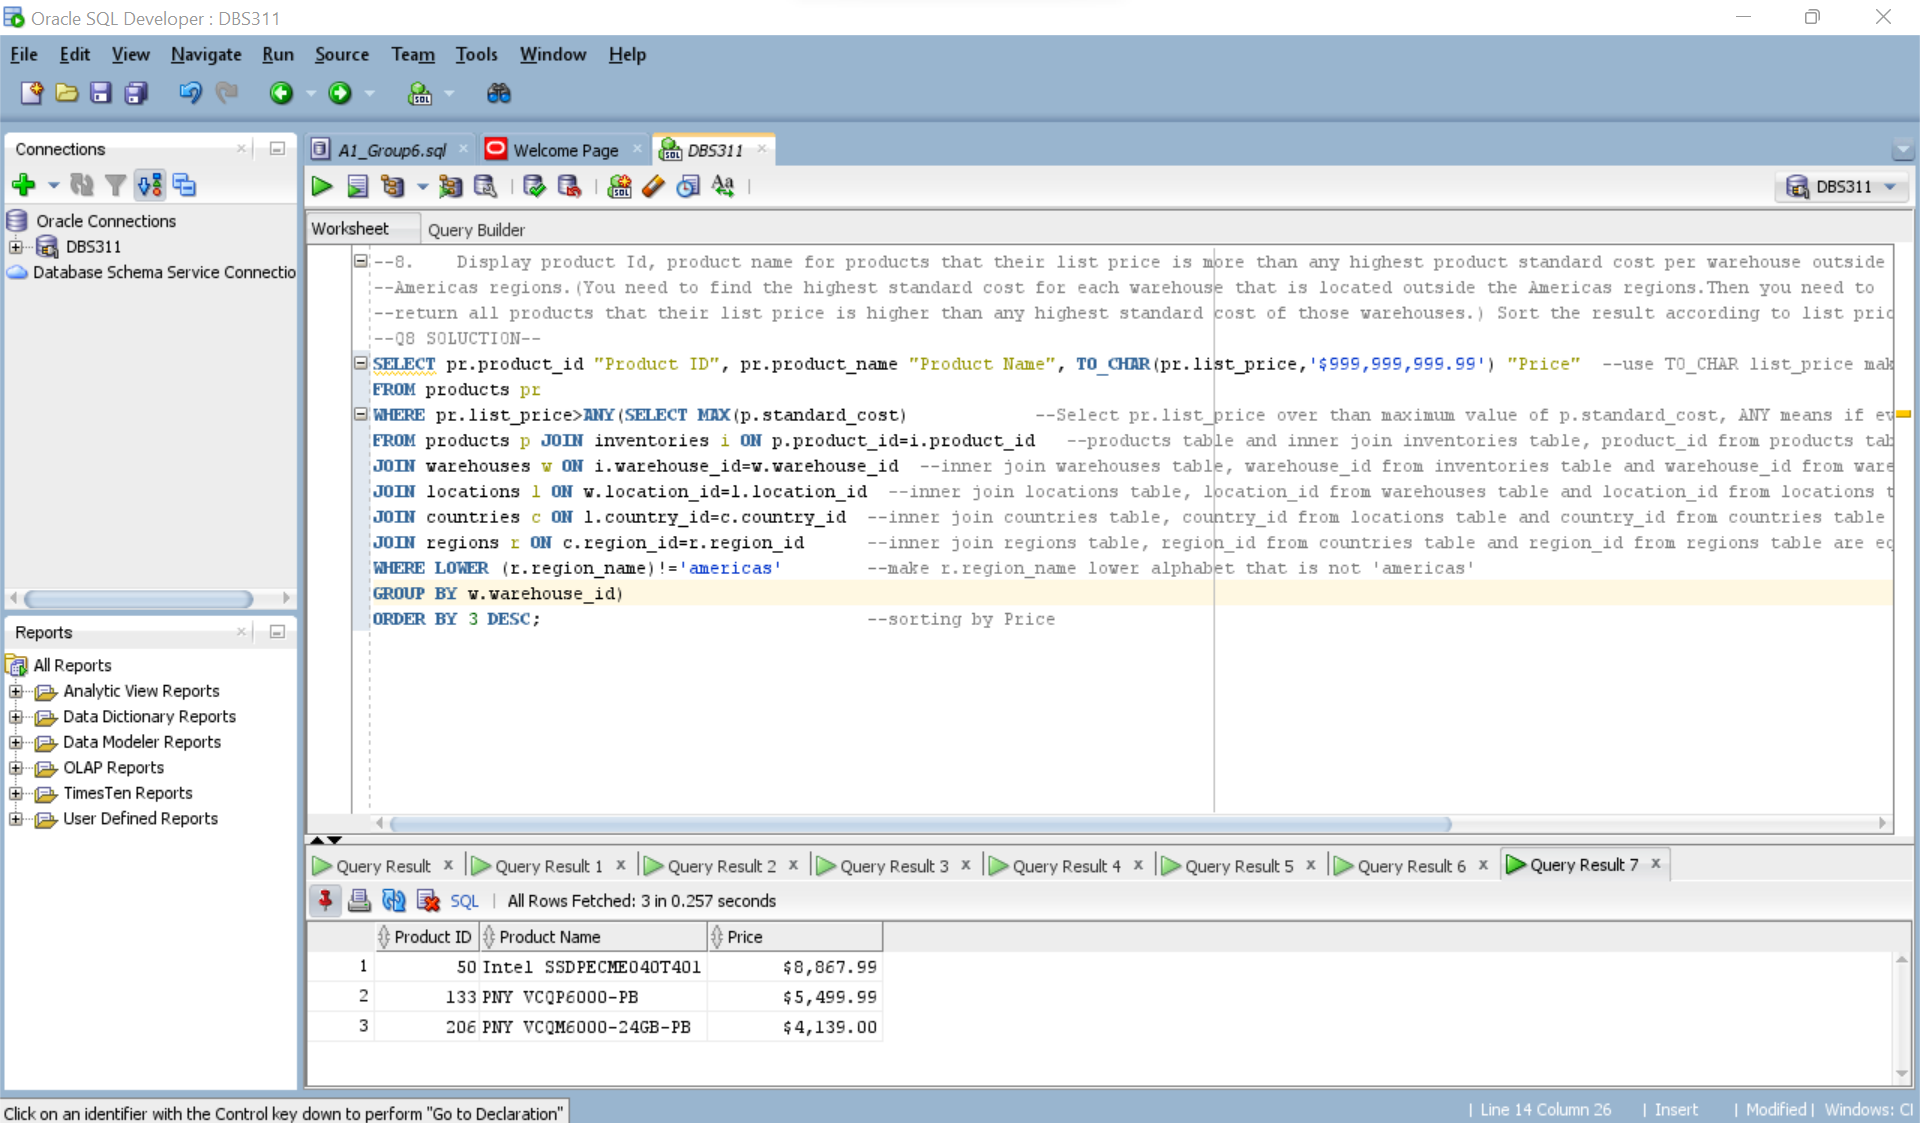 Oracle SQL Developer : DBS311
File Edit View Navigate Run Source Team Tools Window Help
Connections
A1_Group6.sql
Welcome Page
DBS311
DBS311
Oracle Connections
DBS311
Database Schema Service Connectio
Worksheet Query Builder
--8. Display product Id, product name for products that their list price is more than any highest product standard cost per warehouse outside
--Americas regions.(You need to find the highest standard cost for each warehouse that is located outside the Americas regions.Then you need to
--return all products that their list price is higher than any highest standard cost of those warehouses.) Sort the result according to list pric
--Q8 SOLUCTION--
SELECT pr.product_id "Product ID", pr.product_name "Product Name", TO_CHAR(pr.list_price,'$999,999,999.99') "Price" --use TO_CHAR list_price mak
FROM products pr
WHERE pr.list_price>ANY(SELECT MAX(p.standard_cost) --Select pr.list_price over than maximum value of p.standard_cost, ANY means if ev
FROM products p JOIN inventories i ON p.product_id=i.product_id --products table and inner join inventories table, product_id from products tab
JOIN warehouses w ON i.warehouse_id=w.warehouse_id --inner join warehouses table, warehouse_id from inventories table and warehouse_id from ware
JOIN locations l ON w.location_id=l.location_id --inner join locations table, location_id from warehouses table and location_id from locations t
JOIN countries c ON l.country_id=c.country_id --inner join countries table, country_id from locations table and country_id from countries table
JOIN regions r ON c.region_id=r.region_id --inner join regions table, region_id from countries table and region_id from regions table are eq
WHERE LOWER (r.region_name)!='americas' --make r.region_name lower alphabet that is not 'americas'
GROUP BY w.warehouse_id)
ORDER BY 3 DESC; --sorting by Price
Reports
All Reports
Analytic View Reports
Data Dictionary Reports
Data Modeler Reports
OLAP Reports
TimesTen Reports
User Defined Reports
Query Result Query Result 1 Query Result 2 Query Result 3 Query Result 4 Query Result 5 Query Result 6 Query Result 7
SQL | All Rows Fetched: 3 in 0.257 seconds
Product ID Product Name Price
1 50 Intel SSDPECME040T401 $8,867.99
2 133 PNY VCQP6000-PB $5,499.99
3 206 PNY VCQM6000-24GB-PB $4,139.00
Click on an identifier with the Control key down to perform "Go to Declaration"
| Line 14 Column 26 | Insert | Modified | Windows: Cl